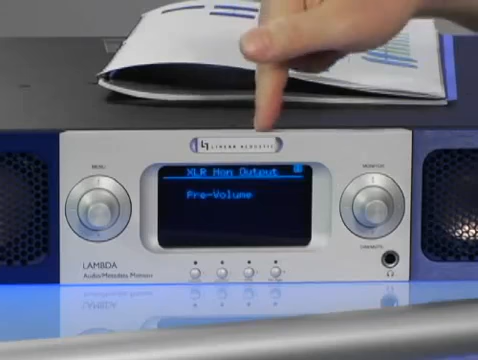 LINEAR ACOUSTIC
XLR Mon Output
Pre-Volume
MENU
MONITOR
LAMBDA
Audio/Metadata Monitor